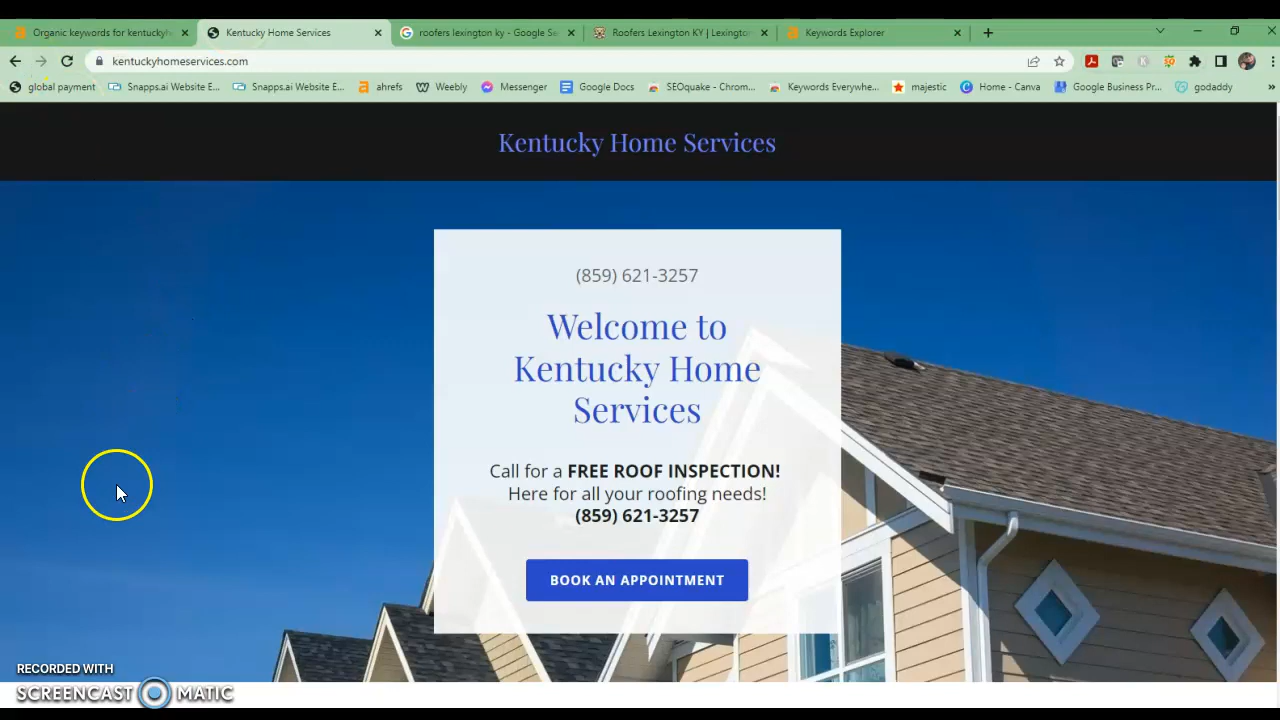 Organic keywords for kentuckyh
Kentucky Home Services
roofers lexington ky - Google Se
Roofers Lexington KY | Lexington
Keywords Explorer
kentuckyhomeservices.com
global payment
Snapps.ai Website E...
Snapps.ai Website E...
ahrefs
Weebly
Messenger
Google Docs
SEOquake - Chrom...
Keywords Everywhe...
majestic
Home - Canva
Google Business Pr...
godaddy
Kentucky Home Services
(859) 621-3257
Welcome to
Kentucky Home
Services
Call for a FREE ROOF INSPECTION!
Here for all your roofing needs!
(859) 621-3257
BOOK AN APPOINTMENT
RECORDED WITH
SCREENCAST MATIC